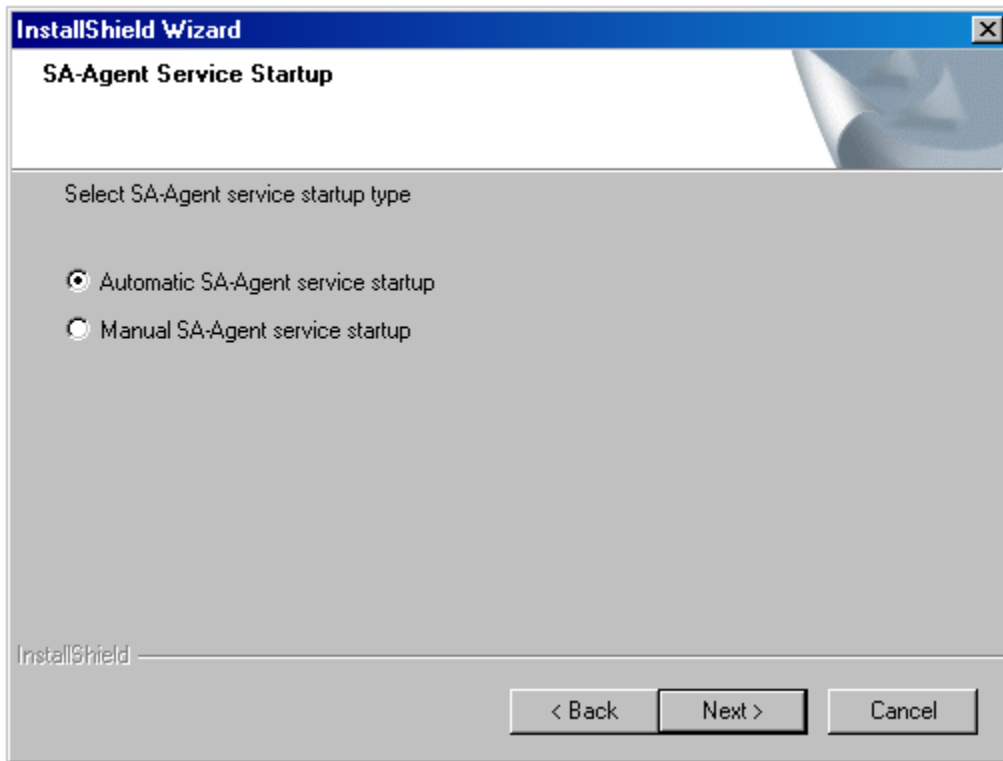 InstallShield Wizard
SA-Agent Service Startup
Select SA-Agent service startup type
Automatic SA-Agent service startup
Manual SA-Agent service startup
InstallShield
< Back Next > Cancel